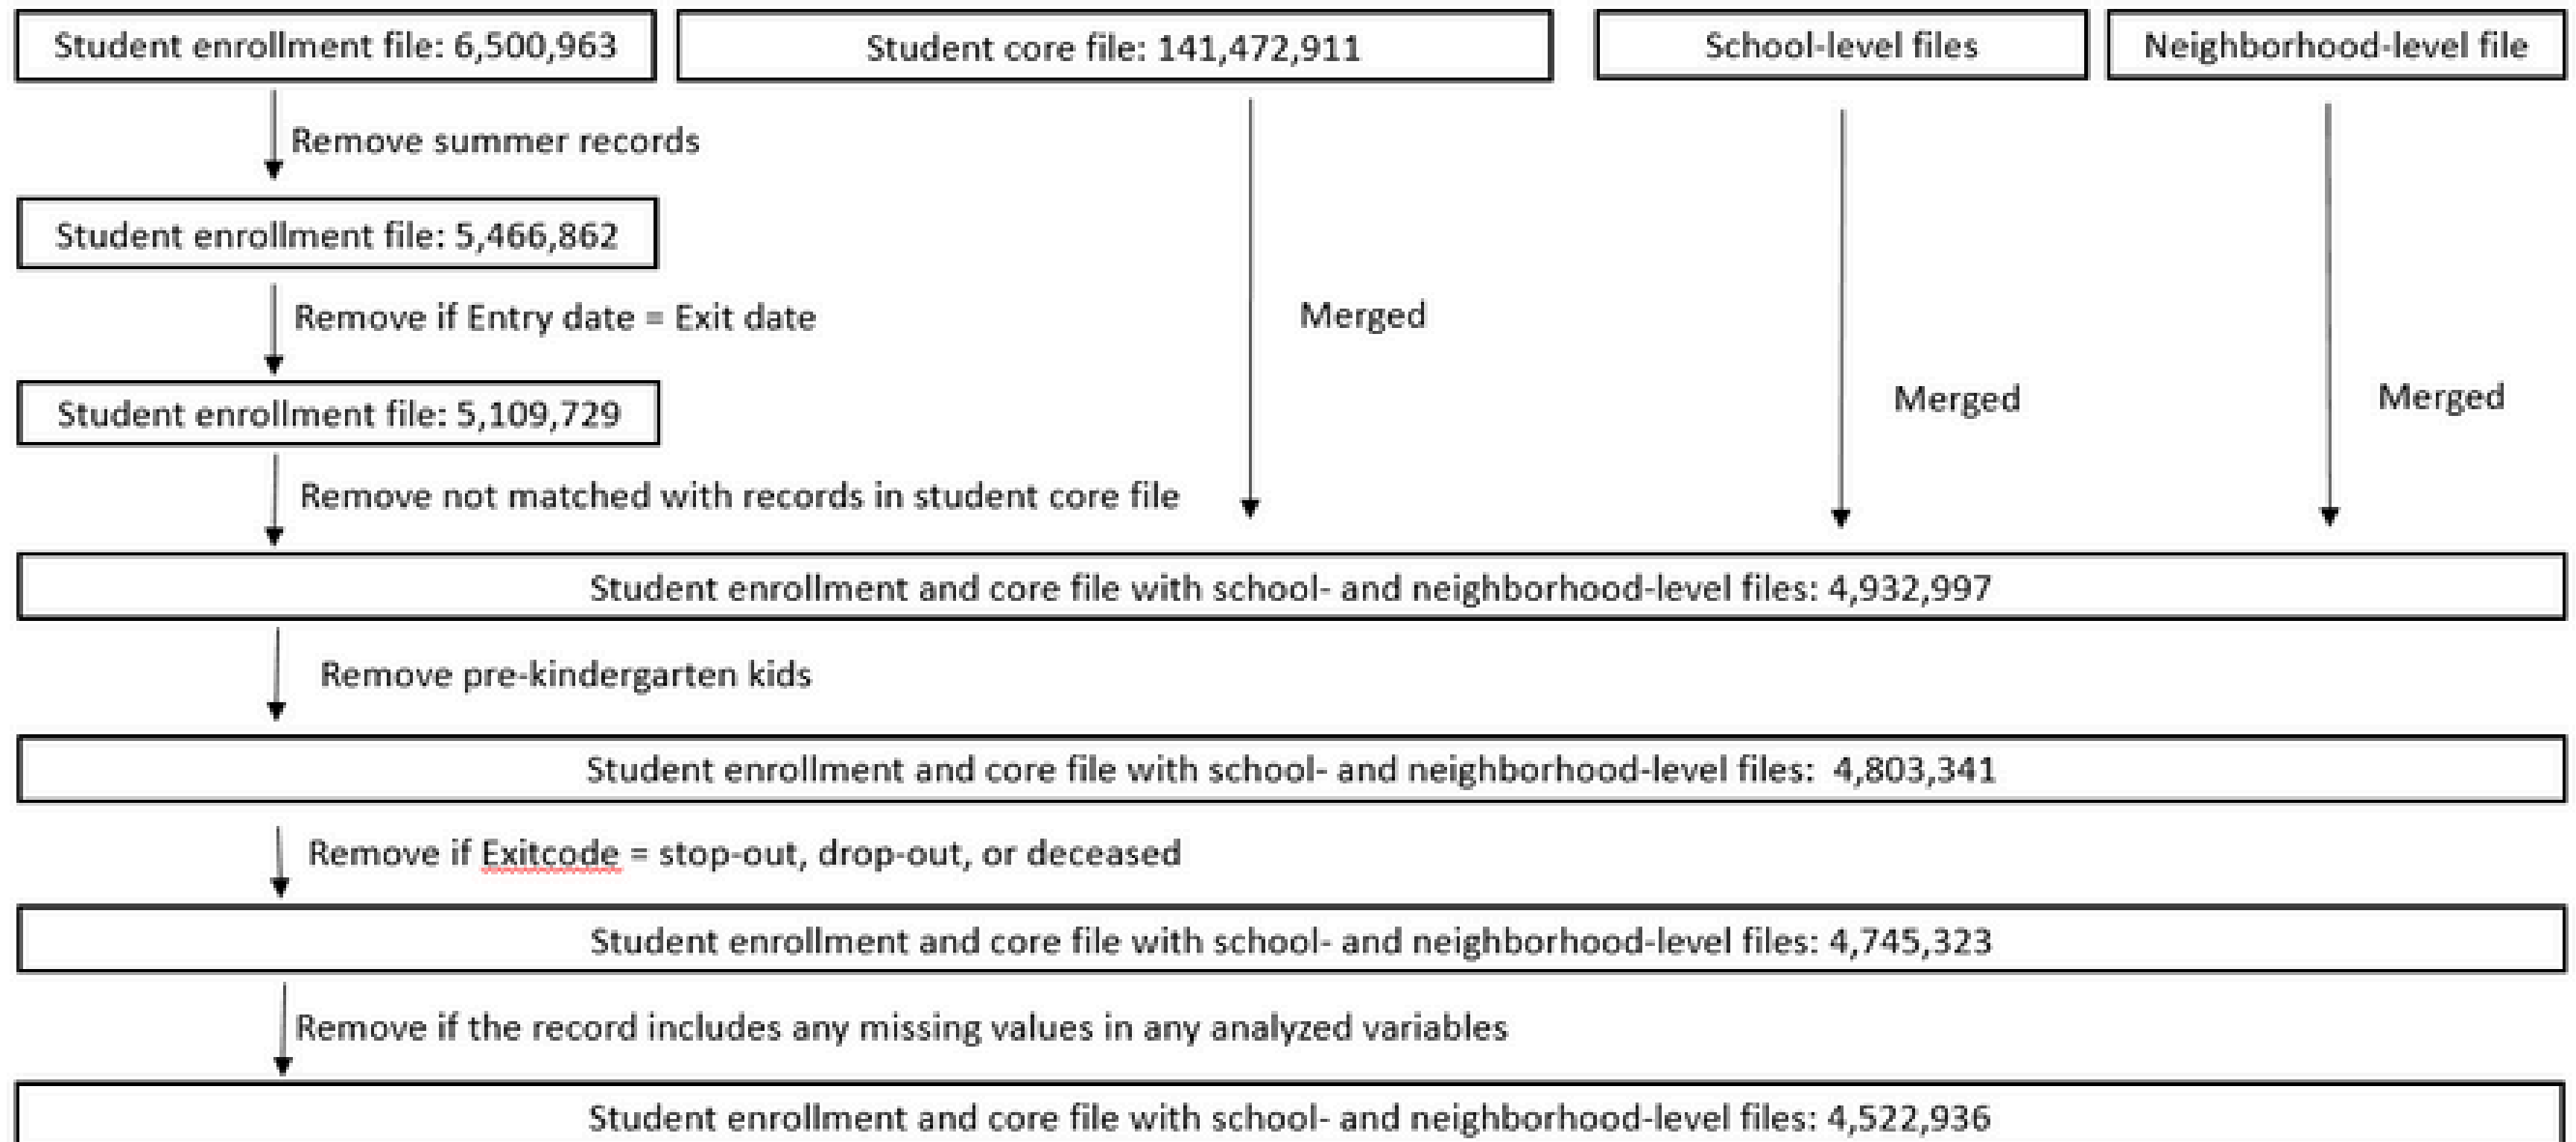 Student enrollment file: 6,500,963
Student core file: 141,472,911
School-level files
Neighborhood-level file
Remove summer records
Student enrollment file: 5,466,862
Remove if Entry date = Exit date
Merged
Merged
Merged
Student enrollment file: 5,109,729
Remove not matched with records in student core file
Student enrollment and core file with school- and neighborhood-level files: 4,932,997
Remove pre-kindergarten kids
Student enrollment and core file with school- and neighborhood-level files: 4,803,341
Remove if Exitcode = stop-out, drop-out, or deceased
Student enrollment and core file with school- and neighborhood-level files: 4,745,323
Remove if the record includes any missing values in any analyzed variables
Student enrollment and core file with school- and neighborhood-level files: 4,522,936